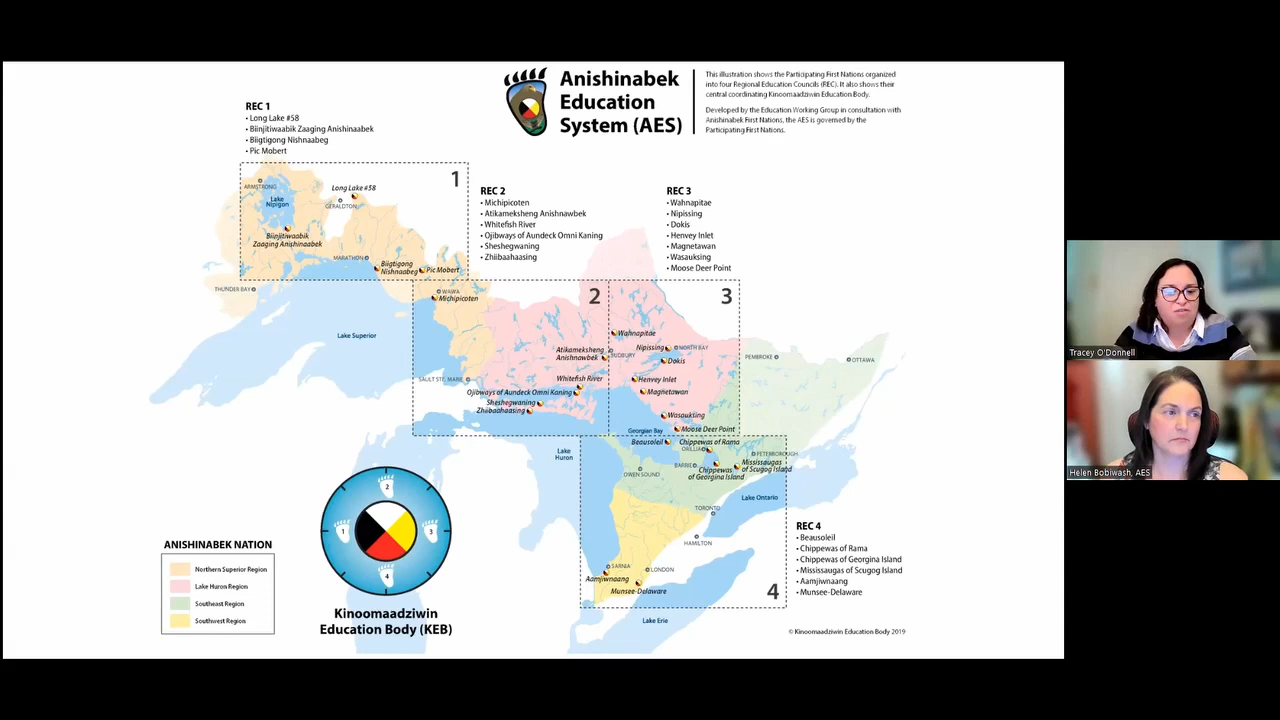 Anishinabek
Education
System (AES)
This illustration shows the Participating First Nations organized
into four Regional Education Councils (REC). It also shows their
central coordinating Kinoomaadziwin Education Body.
Developed by the Education Working Group in consultation with
Anishinabek First Nations, the AES is governed by the
Participating First Nations.
REC 1
• Long Lake #58
• Biinjitiwaabik Zaaging Anishinaabek
• Biigtigong Nishnaabeg
• Pic Mobert
1
ARMSTRONG
Lake
Nipigon
Long Lake #58
GERALDTON
Biinjitiwaabik
Zaaging Anishinaabek
MARATHON
Biigtigong
Nishnaabeg
Pic Mobert
THUNDER BAY
REC 2
• Michipicoten
• Atikameksheng Anishnawbek
• Whitefish River
• Ojibways of Aundeck Omni Kaning
• Sheshegwaning
• Zhiibaahaasing
REC 3
• Wahnapitae
• Nipissing
• Dokis
• Henvey Inlet
• Magnetawan
• Wasauksing
• Moose Deer Point
2
3
WAWA
Michipicoten
Lake Superior
Wahnapitae
Atikameksheng
Anishnawbek
SUDBURY
Nipissing
NORTH BAY
Dokis
PEMBROKE
OTTAWA
SAULT STE. MARIE
Whitefish River
Henvey Inlet
Ojibways of Aundeck Omni Kaning
Magnetawan
Sheshegwaning
Zhiibaahaasing
Wasauksing
Georgian Bay
Moose Deer Point
Beausoleil
Chippewas of Rama
ORILLIA
Lake
Huron
PETERBOROUGH
OWEN SOUND
BARRIE
Chippewas
of Georgina Island
Mississaugas
of Scugog Island
Lake Ontario
TORONTO
HAMILTON
SARNIA
LONDON
Aamjiwnaang
Munsee-Delaware
4
Lake Erie
REC 4
• Beausoleil
• Chippewas of Rama
• Chippewas of Georgina Island
• Mississaugas of Scugog Island
• Aamjiwnaang
• Munsee-Delaware
ANISHINABEK NATION
Northern Superior Region
Lake Huron Region
Southeast Region
Southwest Region
2
1
3
4
Kinoomaadziwin
Education Body (KEB)
© Kinoomaadziwin Education Body 2019
Tracey O'Donnell
Helen Bobiwash, AES